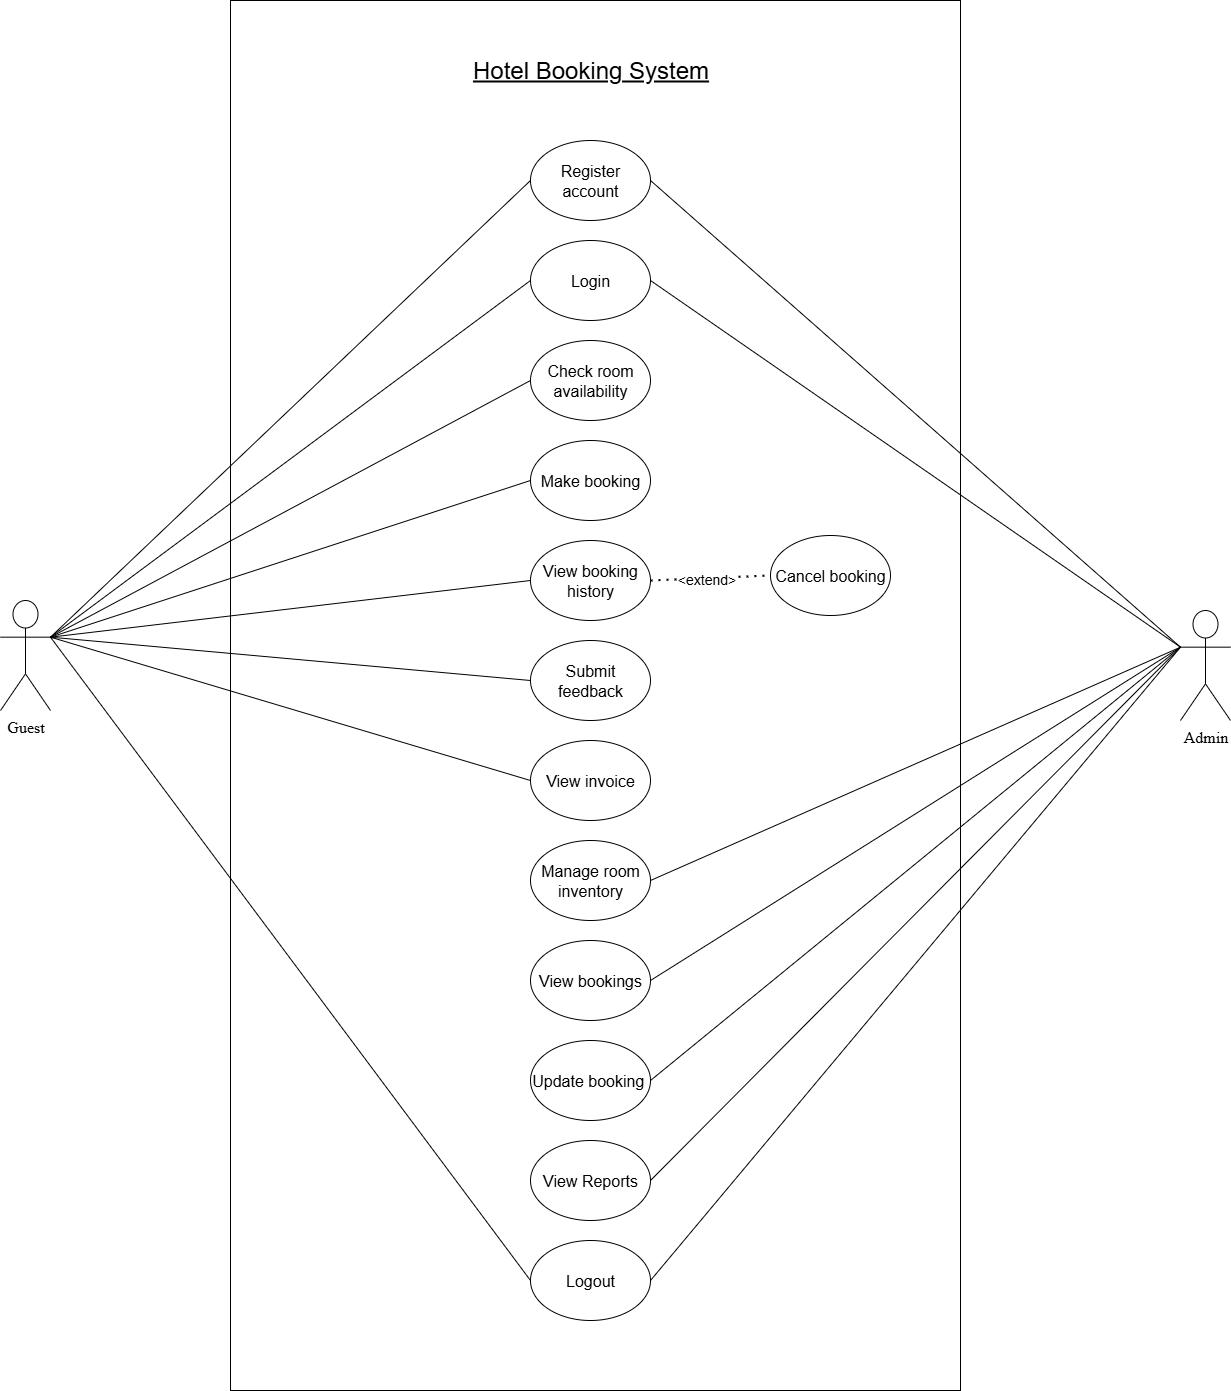 Hotel Booking System
Register
account
Login
Check room
availability
Make booking
View booking
history
<extend>
Cancel booking
Submit
feedback
Guest
Admin
View invoice
Manage room
inventory
View bookings
Update booking
View Reports
Logout